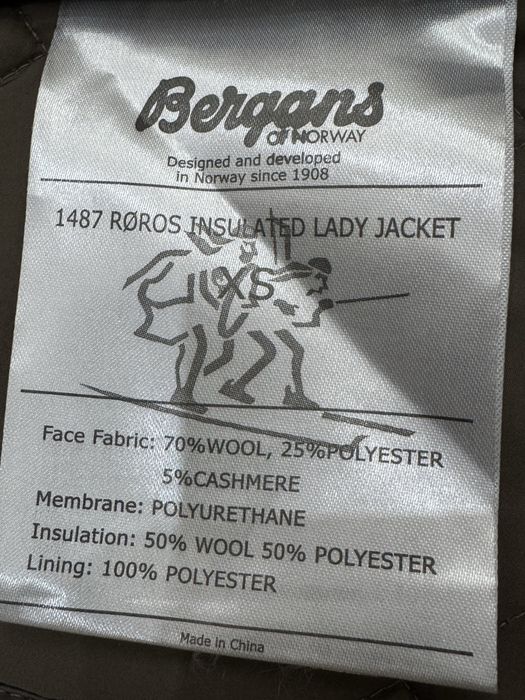 Bergans
of NORWAY
Designed and developed
in Norway since 1908
1487 RØROS INSULATED LADY JACKET
XS
Face Fabric: 70%WOOL, 25%POLYESTER
5%CASHMERE
Membrane: POLYURETHANE
Insulation: 50% WOOL 50% POLYESTER
Lining: 100% POLYESTER
Made in China